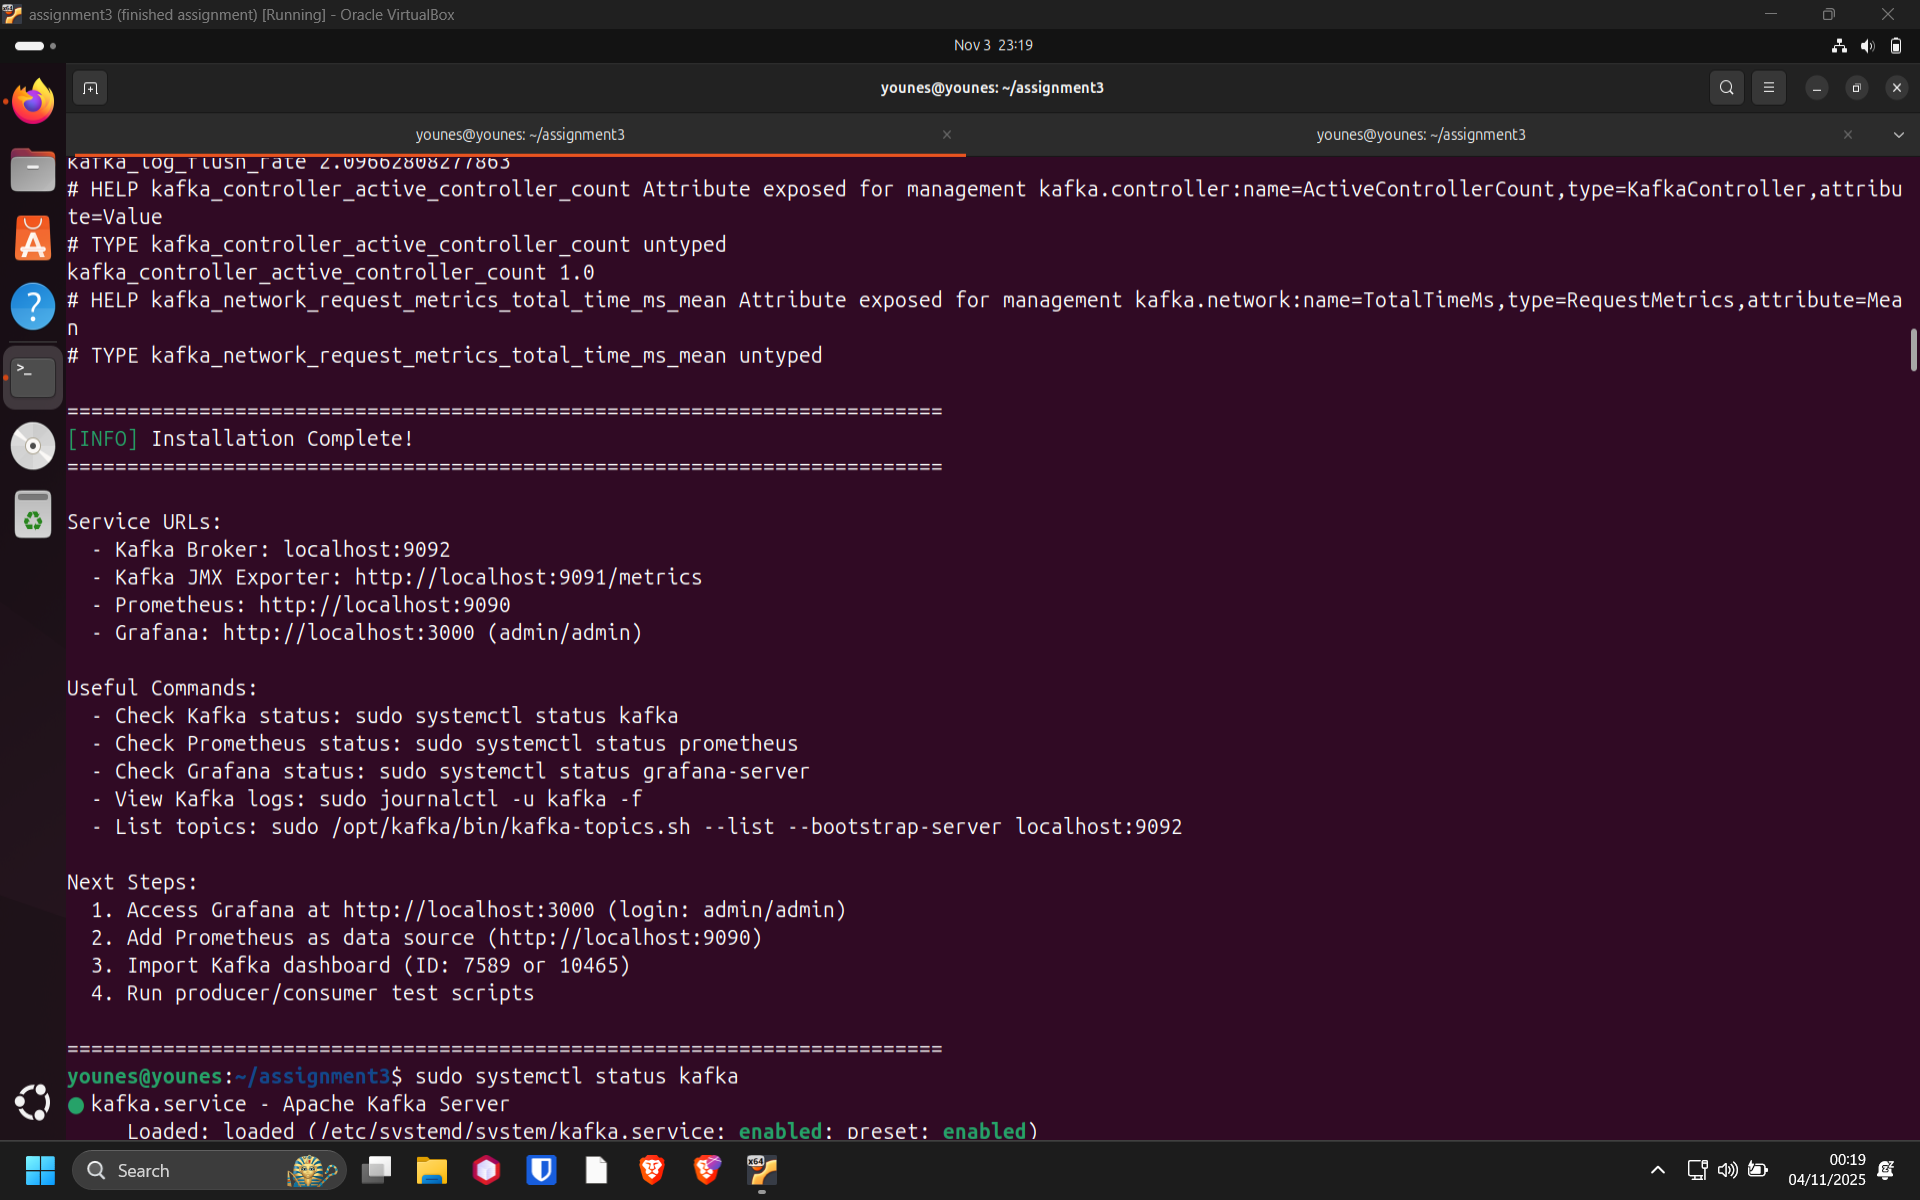 assignment3 (finished assignment) [Running] - Oracle VirtualBox
Nov 3 23:19
younes@younes: ~/assignment3
younes@younes: ~/assignment3
younes@younes: ~/assignment3
kafka_log_flush_rate 2.09662808277863
# HELP kafka_controller_active_controller_count Attribute exposed for management kafka.controller:name=ActiveControllerCount,type=KafkaController,attribu
te=Value
# TYPE kafka_controller_active_controller_count untyped
kafka_controller_active_controller_count 1.0
# HELP kafka_network_request_metrics_total_time_ms_mean Attribute exposed for management kafka.network:name=TotalTimeMs,type=RequestMetrics,attribute=Mea
n
# TYPE kafka_network_request_metrics_total_time_ms_mean untyped
=========================================================================
[INFO] Installation Complete!
=========================================================================
Service URLs:
- Kafka Broker: localhost:9092
- Kafka JMX Exporter: http://localhost:9091/metrics
- Prometheus: http://localhost:9090
- Grafana: http://localhost:3000 (admin/admin)
Useful Commands:
- Check Kafka status: sudo systemctl status kafka
- Check Prometheus status: sudo systemctl status prometheus
- Check Grafana status: sudo systemctl status grafana-server
- View Kafka logs: sudo journalctl -u kafka -f
- List topics: sudo /opt/kafka/bin/kafka-topics.sh --list --bootstrap-server localhost:9092
Next Steps:
1. Access Grafana at http://localhost:3000 (login: admin/admin)
2. Add Prometheus as data source (http://localhost:9090)
3. Import Kafka dashboard (ID: 7589 or 10465)
4. Run producer/consumer test scripts
=========================================================================
younes@younes:~/assignment3$ sudo systemctl status kafka
● kafka.service - Apache Kafka Server
Loaded: loaded (/etc/systemd/system/kafka.service; enabled; preset: enabled)
Search
x64
00:19
04/11/2025